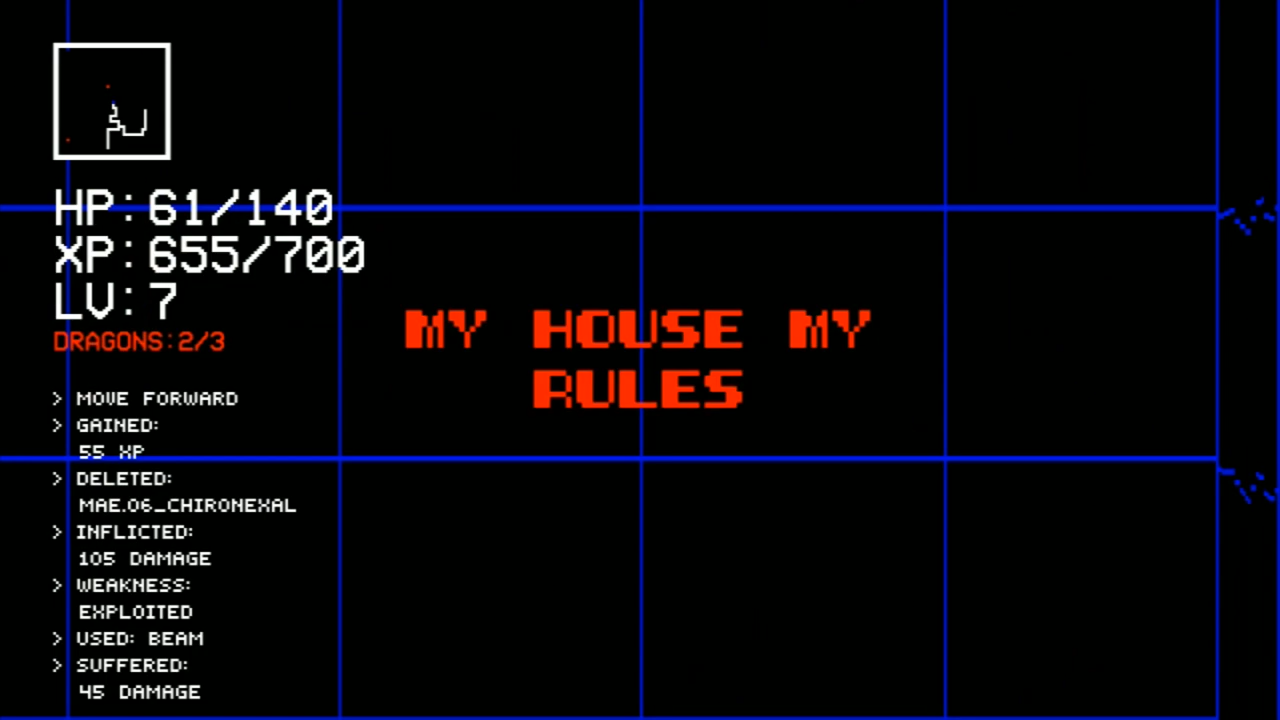 HP:61/140
XP:655/700
LV:7
DRAGONS:2/3
MY HOUSE MY
RULES
> MOVE FORWARD
> GAINED:
55 XP
> DELETED:
MAE.06_CHIRONEXAL
> INFLICTED:
105 DAMAGE
> WEAKNESS:
EXPLOITED
> USED: BEAM
> SUFFERED:
45 DAMAGE